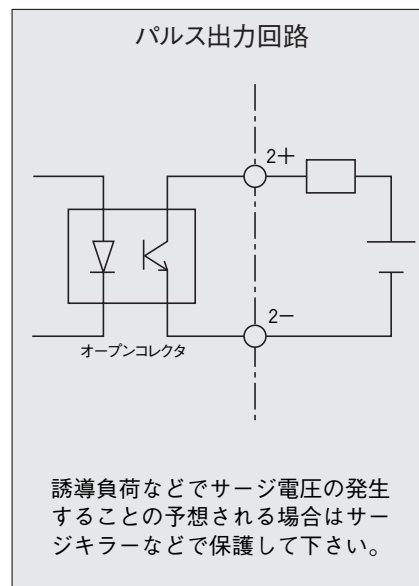 パルス出力回路
2＋
2－
オープンコレクタ
誘導負荷などでサージ電圧の発生
することの予想される場合はサー
ジキラーなどで保護して下さい。